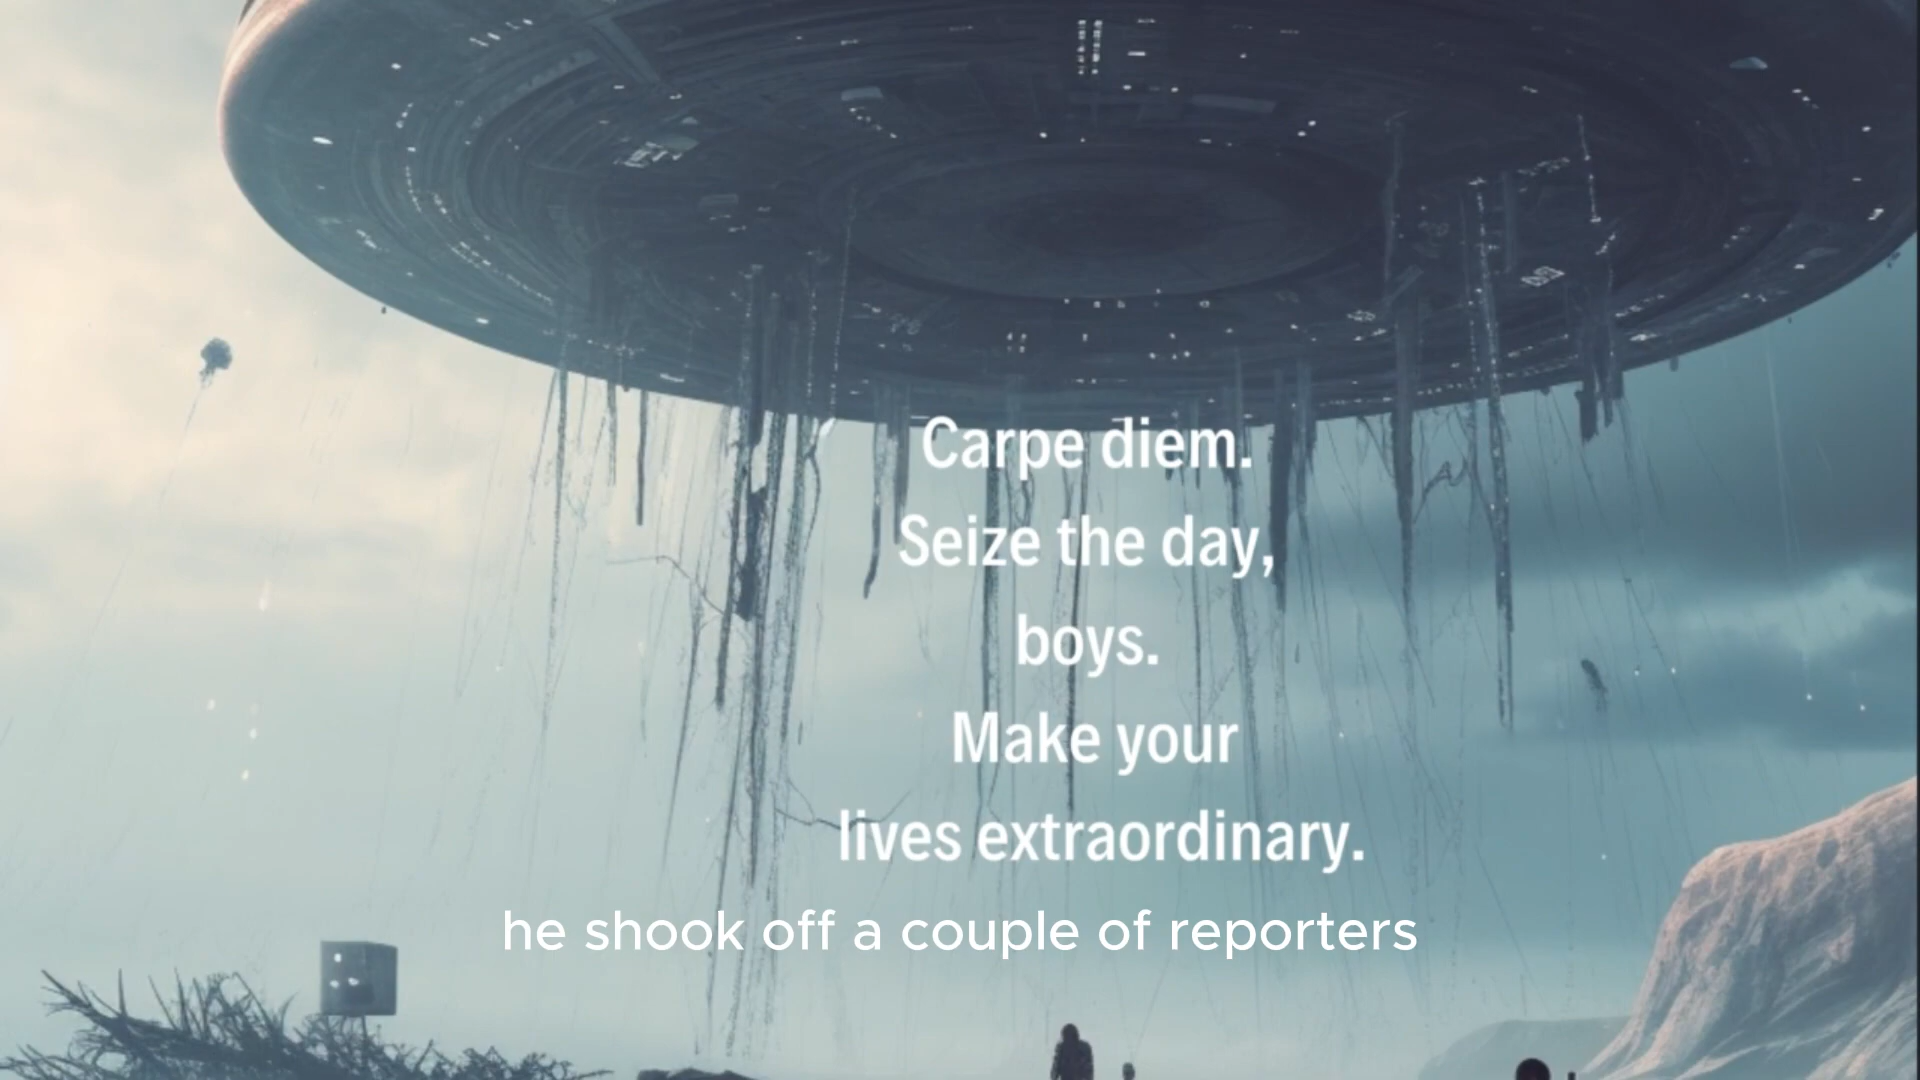 Carpe diem.
Seize the day,
boys.
Make your
lives extraordinary.
he shook off a couple of reporters